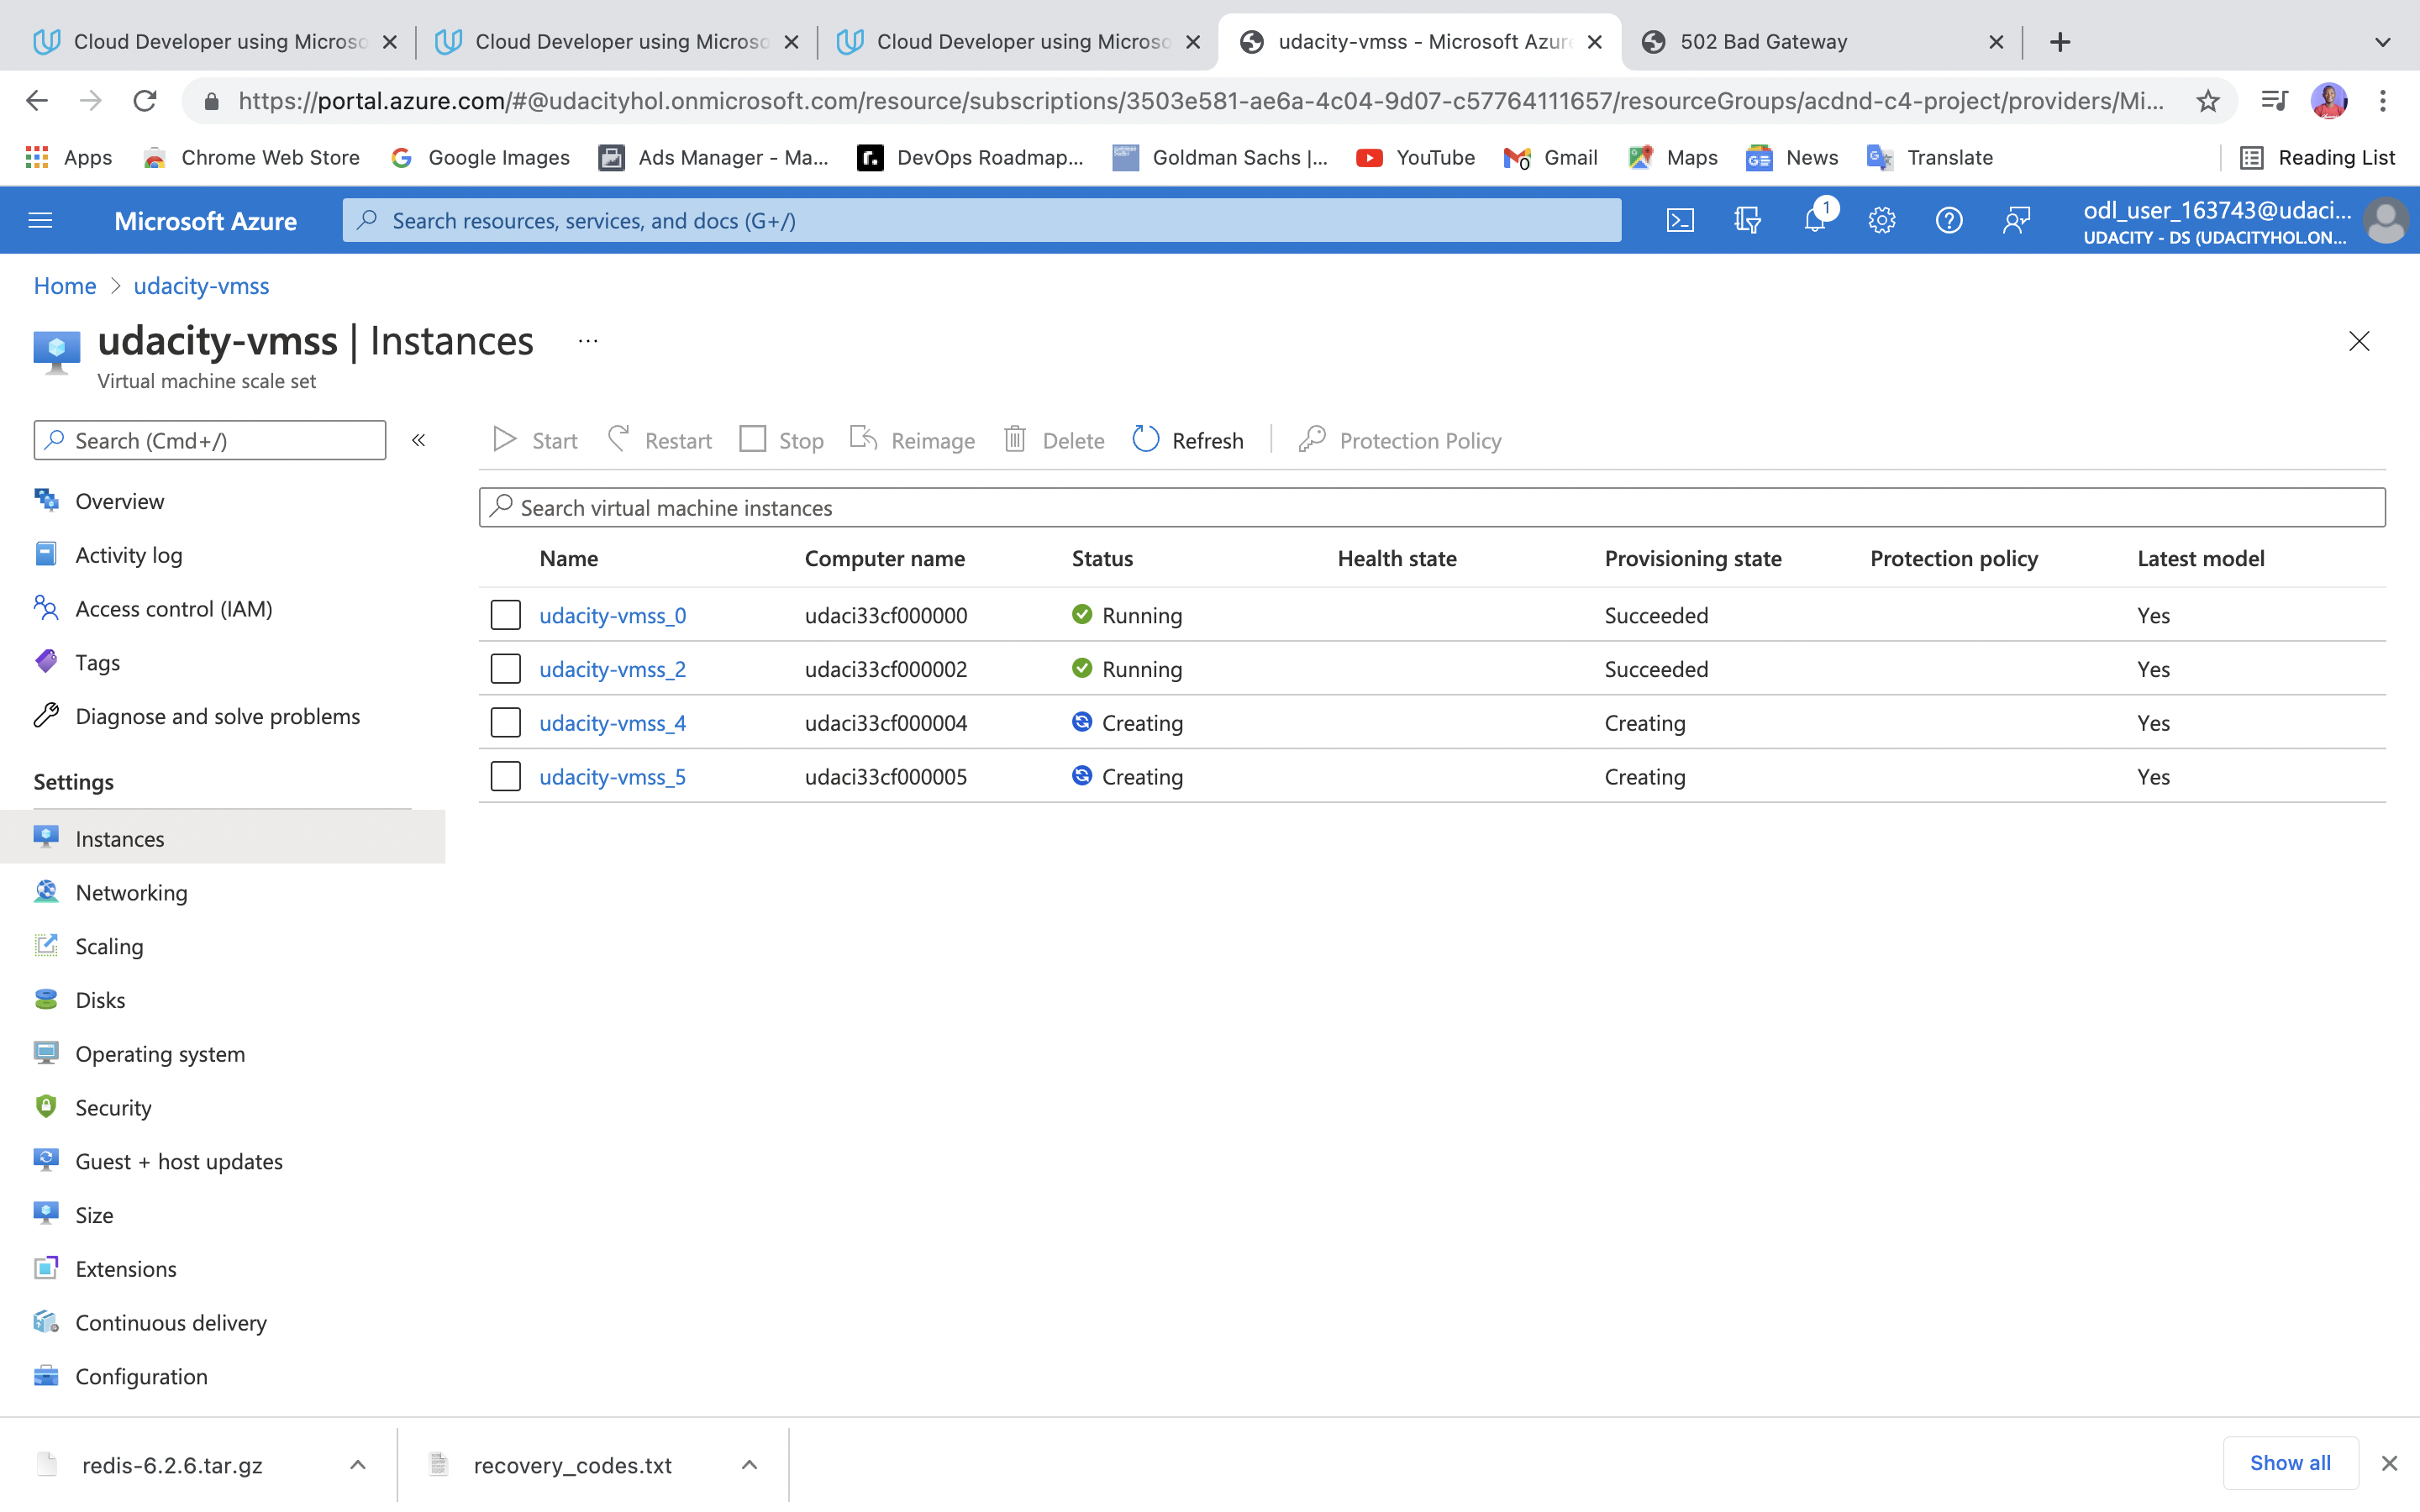 Cloud Developer using Microso
Cloud Developer using Microso
Cloud Developer using Microso
udacity-vmss - Microsoft Azure
502 Bad Gateway
https://portal.azure.com/#@udacityhol.onmicrosoft.com/resource/subscriptions/3503e581-ae6a-4c04-9d07-c57764111657/resourceGroups/acdnd-c4-project/providers/Mi...
Apps Chrome Web Store Google Images Ads Manager - Ma... DevOps Roadmap... Goldman Sachs |... YouTube Gmail Maps News Translate Reading List
Microsoft Azure
Search resources, services, and docs (G+/)
1
odl_user_163743@udaci...
UDACITY - DS (UDACITYHOL.ON...
Home > udacity-vmss
udacity-vmss | Instances ...
Virtual machine scale set
Search (Cmd+/) «
Overview
Activity log
Access control (IAM)
Tags
Diagnose and solve problems
Settings
Instances
Networking
Scaling
Disks
Operating system
Security
Guest + host updates
Size
Extensions
Continuous delivery
Configuration
Start Restart Stop Reimage Delete Refresh Protection Policy
Search virtual machine instances
Name Computer name Status Health state Provisioning state Protection policy Latest model
udacity-vmss_0 udaci33cf000000 Running Succeeded Yes
udacity-vmss_2 udaci33cf000002 Running Succeeded Yes
udacity-vmss_4 udaci33cf000004 Creating Creating Yes
udacity-vmss_5 udaci33cf000005 Creating Creating Yes
redis-6.2.6.tar.gz
recovery_codes.txt
Show all